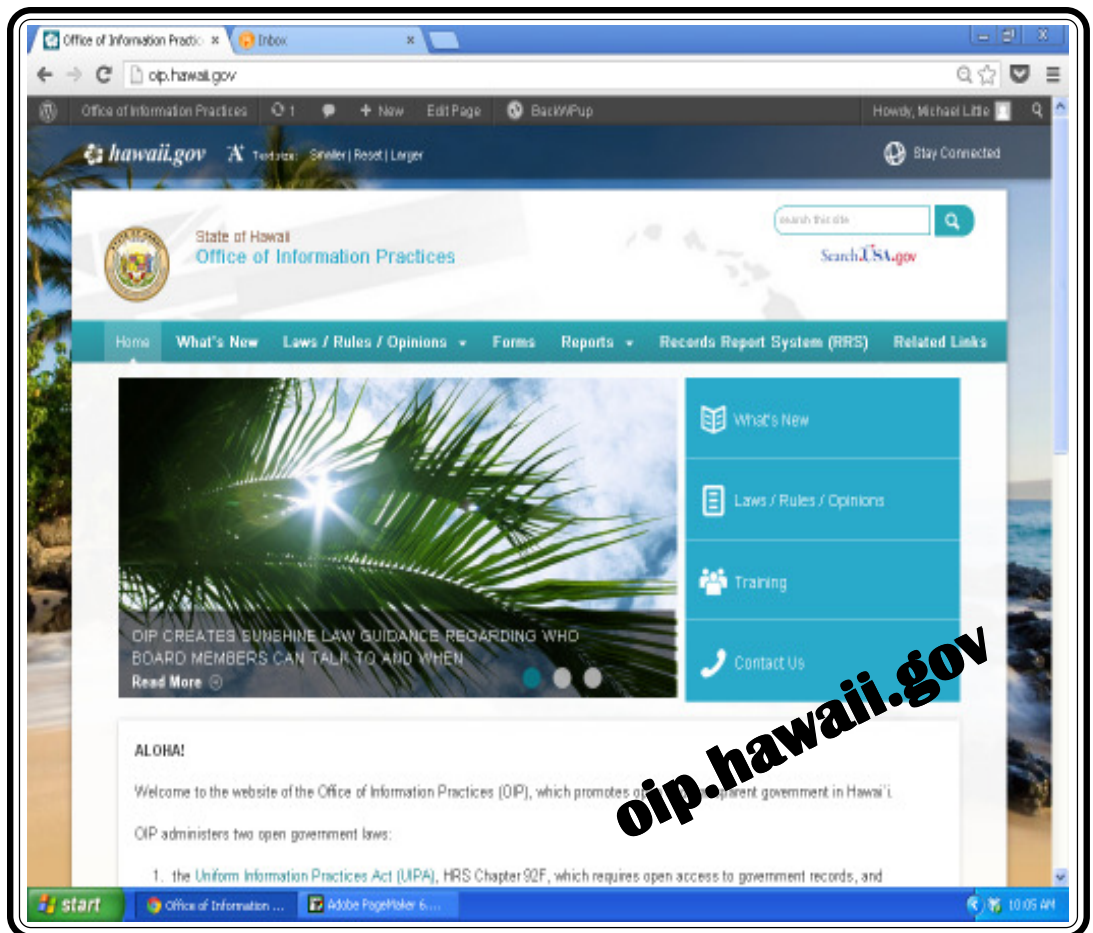 Office of Information Practic ×
Inbox ×
oip.hawaii.gov
Office of Information Practices 1 + New Edit Page BackWPup Howdy, Michael Little
hawaii.gov Text size: Smaller | Reset | Larger Stay Connected
State of Hawaii
Office of Information Practices
search this site
Search.USA.gov
Home What's New Laws / Rules / Opinions Forms Reports Records Report System (RRS) Related Links
What's New
Laws / Rules / Opinions
Training
Contact Us
OIP CREATES SUNSHINE LAW GUIDANCE REGARDING WHO
BOARD MEMBERS CAN TALK TO AND WHEN
Read More
oip.hawaii.gov
ALOHA!
Welcome to the website of the Office of Information Practices (OIP), which promotes government in Hawai'i.
OIP administers two open government laws:
1. the Uniform Information Practices Act (UIPA), HRS Chapter 92F, which requires open access to government records, and
start Office of Information ... Adobe PageMaker 6.... 10:05 AM